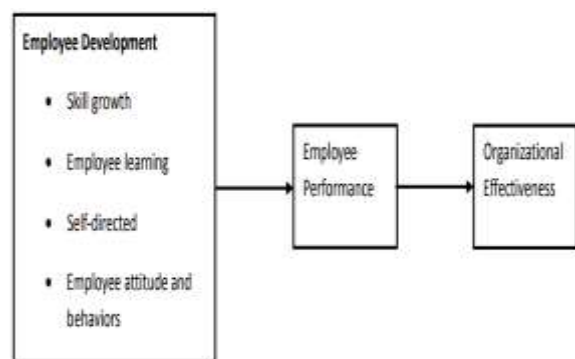 Employee Development
• Skill growth
• Employee learning
• Self-directed
• Employee attitude and
behaviors
Employee
Performance
Organizational
Effectiveness